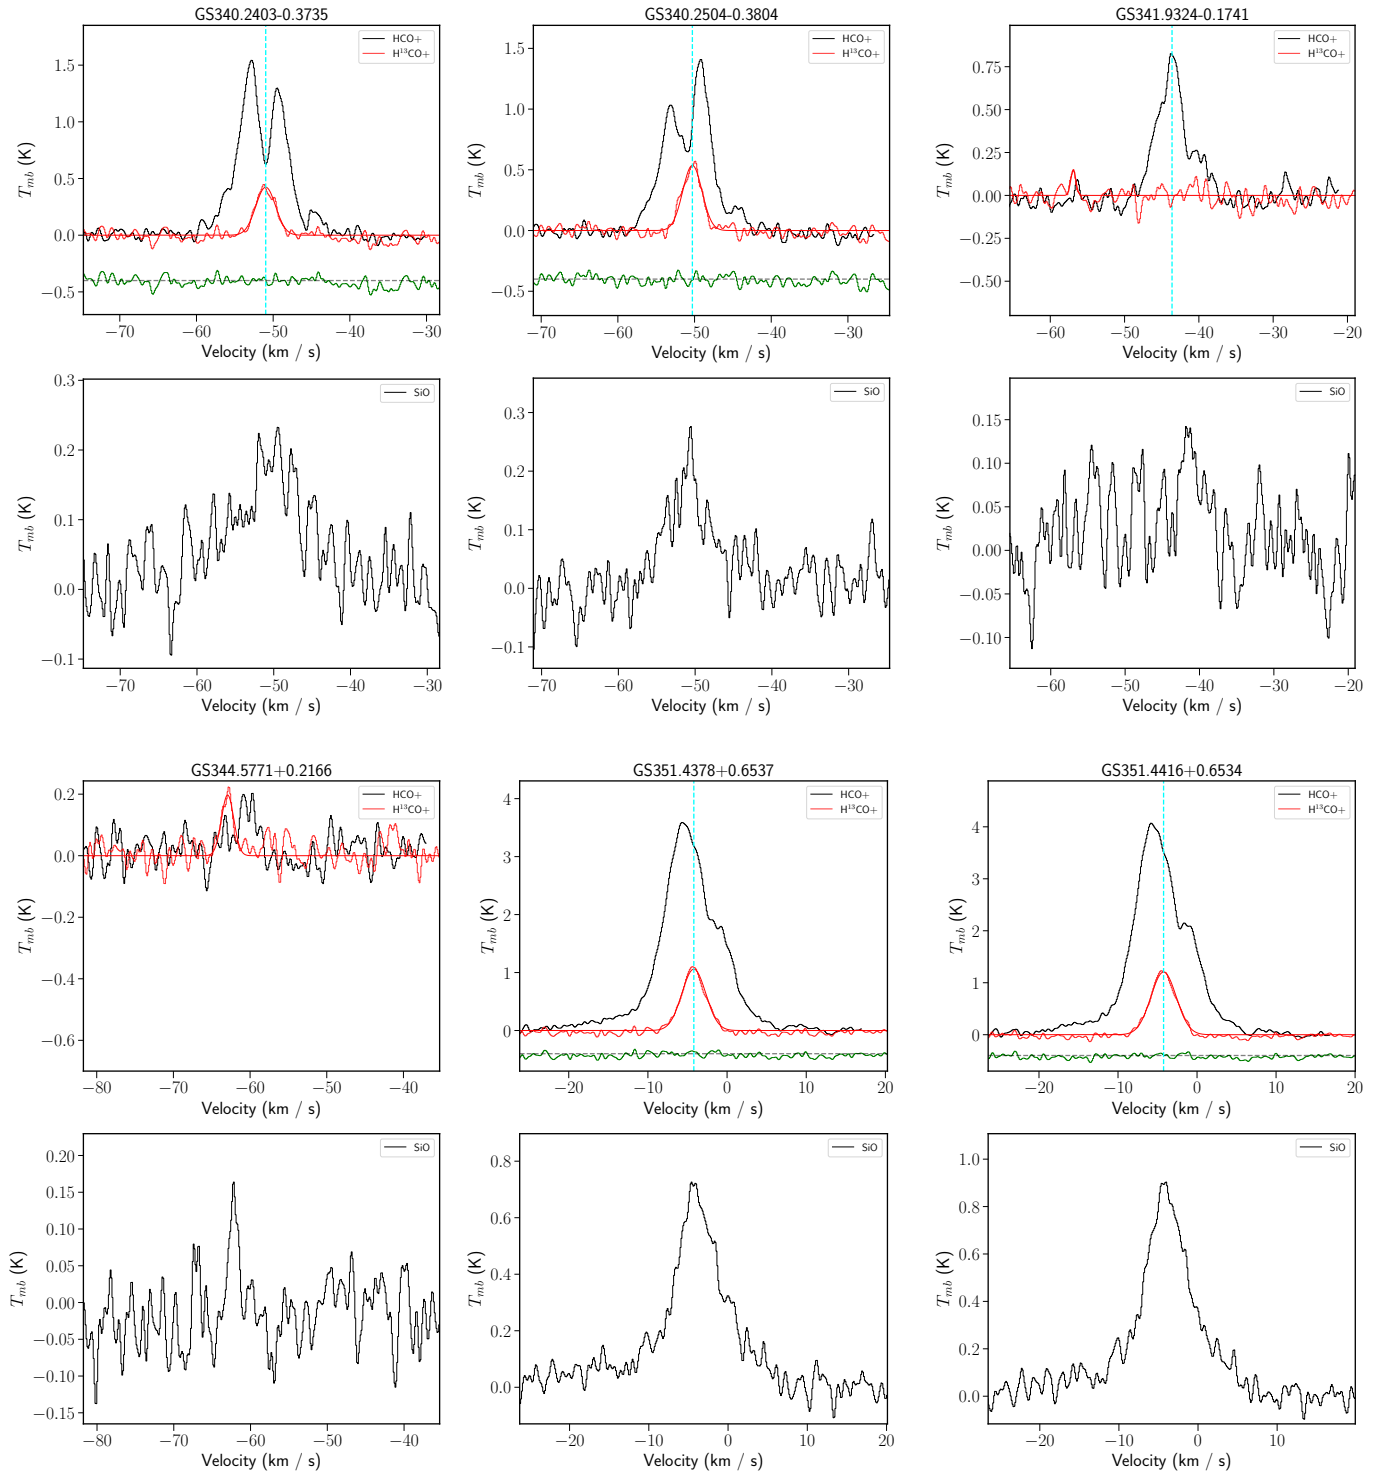 GS340.2403-0.3735
GS340.2504-0.3804
GS341.9324-0.1741
HCO+
H¹³CO+
HCO+
H¹³CO+
HCO+
H¹³CO+
1.5
1.0
0.5
0.0
−0.5
1.5
1.0
0.5
0.0
−0.5
0.75
0.50
0.25
0.00
−0.25
−0.50
T_mb (K)
T_mb (K)
T_mb (K)
−70 −60 −50 −40 −30
−70 −60 −50 −40 −30
−60 −50 −40 −30 −20
Velocity (km / s)
Velocity (km / s)
Velocity (km / s)
SiO
SiO
SiO
0.3
0.2
0.1
0.0
−0.1
0.3
0.2
0.1
0.0
−0.1
0.15
0.10
0.05
0.00
−0.05
−0.10
T_mb (K)
T_mb (K)
T_mb (K)
−70 −60 −50 −40 −30
−70 −60 −50 −40 −30
−60 −50 −40 −30 −20
Velocity (km / s)
Velocity (km / s)
Velocity (km / s)
GS344.5771+0.2166
GS351.4378+0.6537
GS351.4416+0.6534
HCO+
H¹³CO+
HCO+
H¹³CO+
HCO+
H¹³CO+
0.2
0.0
−0.2
−0.4
−0.6
4
3
2
1
0
4
3
2
1
0
T_mb (K)
T_mb (K)
T_mb (K)
−80 −70 −60 −50 −40
−20 −10 0 10 20
−20 −10 0 10 20
Velocity (km / s)
Velocity (km / s)
Velocity (km / s)
SiO
SiO
SiO
0.20
0.15
0.10
0.05
0.00
−0.05
−0.10
−0.15
0.8
0.6
0.4
0.2
0.0
1.0
0.8
0.6
0.4
0.2
0.0
T_mb (K)
T_mb (K)
T_mb (K)
−80 −70 −60 −50 −40
−20 −10 0 10 20
−20 −10 0 10
Velocity (km / s)
Velocity (km / s)
Velocity (km / s)